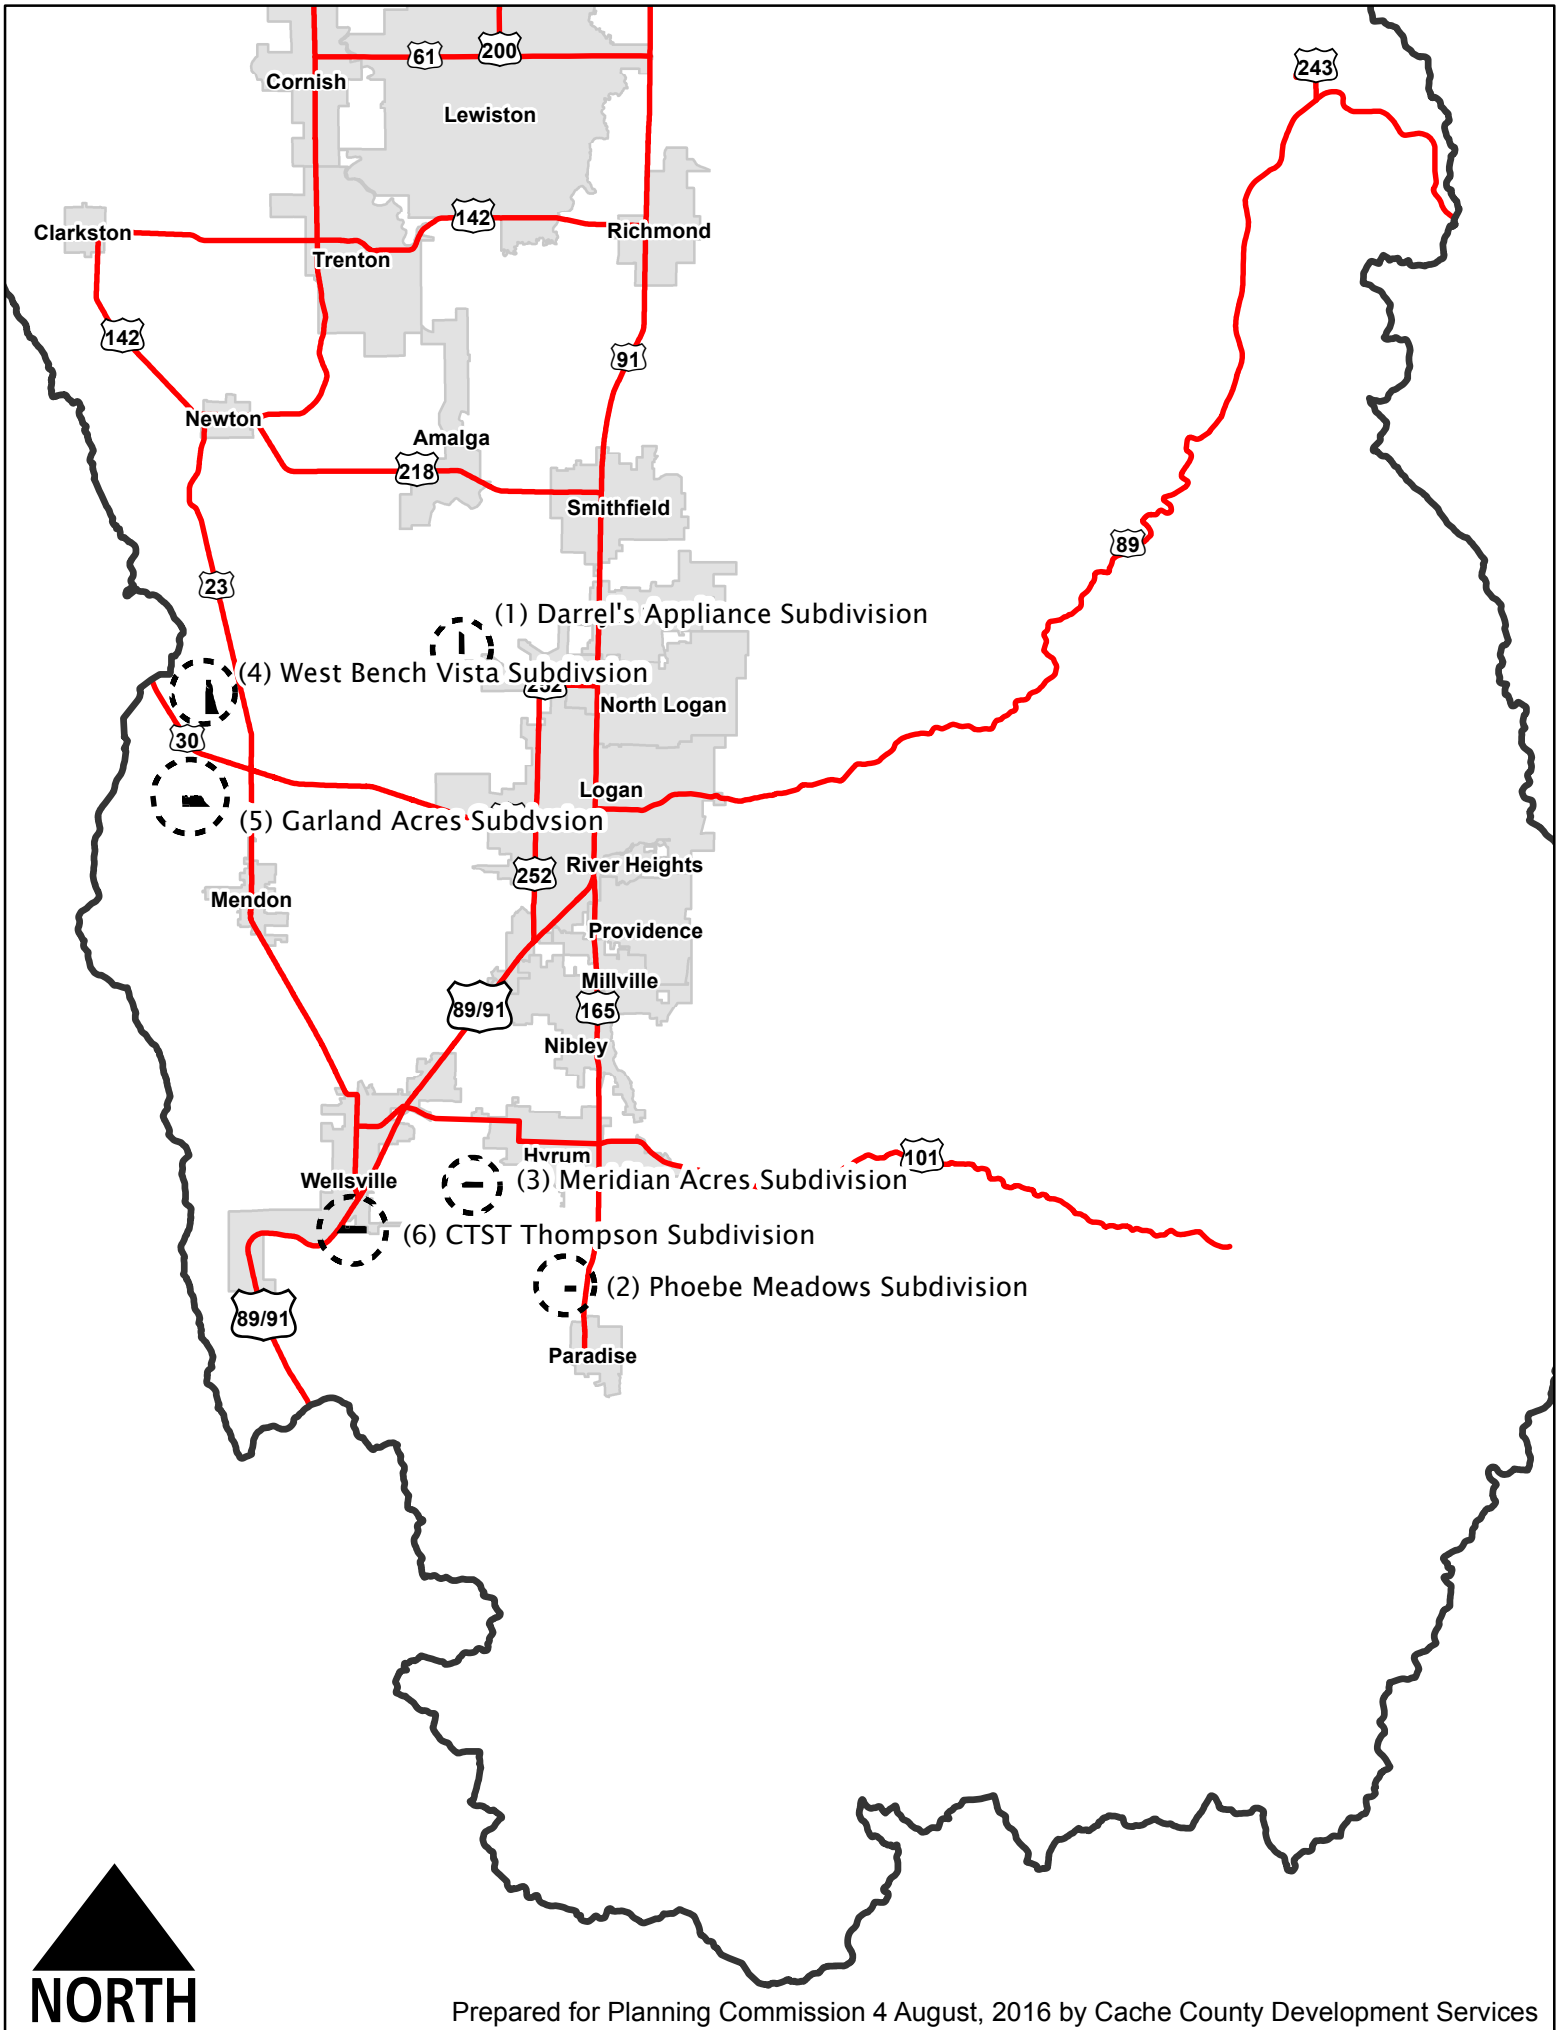 243
61
200
Cornish
Lewiston
142
Clarkston
Richmond
Trenton
142
91
Newton
Amalga
218
Smithfield
89
23
(1) Darrel's Appliance Subdivision
(4) West Bench Vista Subdivsion
252
North Logan
30
Logan
(5) Garland Acres Subdvsion
River Heights
252
Mendon
Providence
Millville
89/91
165
Nibley
Hyrum
101
Wellsville
(3) Meridian Acres Subdivision
(6) CTST Thompson Subdivision
(2) Phoebe Meadows Subdivision
89/91
Paradise
NORTH
Prepared for Planning Commission 4 August, 2016 by Cache County Development Services